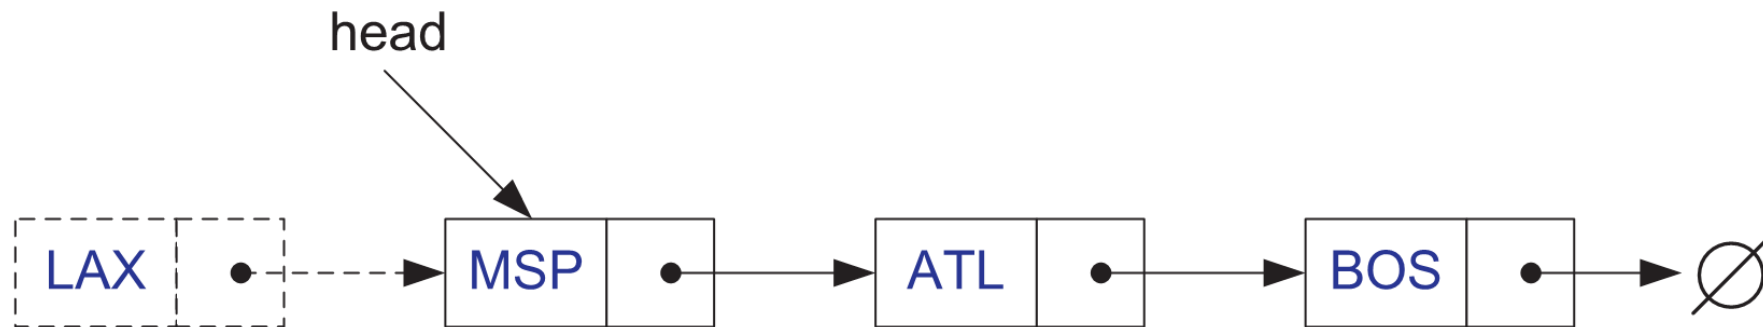 head
LAX MSP ATL BOS ∅